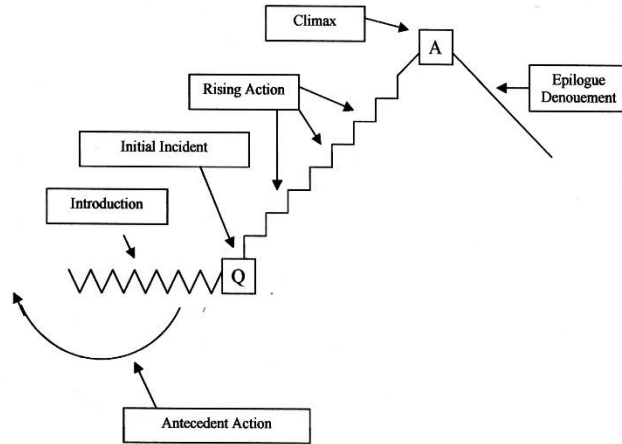 Climax
A
Epilogue
Denouement
Rising Action
Initial Incident
Introduction
Q
Antecedent Action